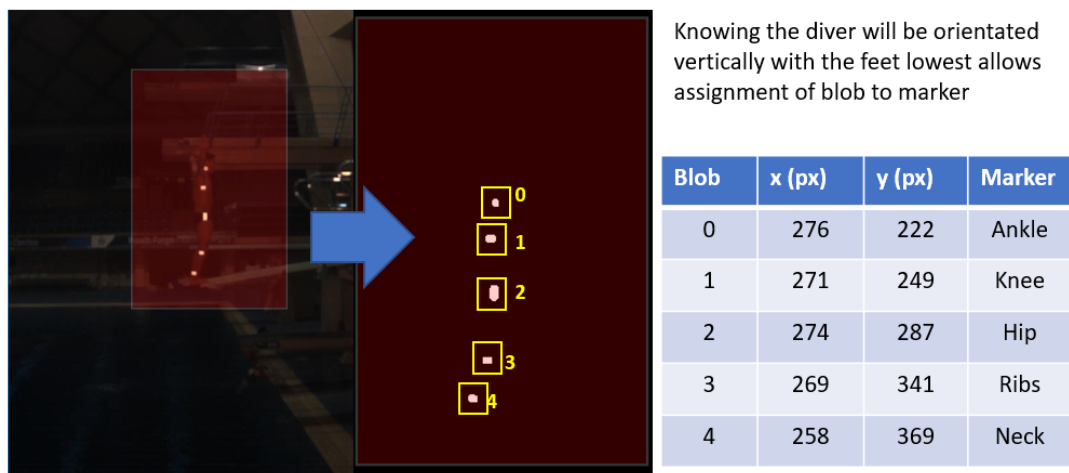 Knowing the diver will be orientated
vertically with the feet lowest allows
assignment of blob to marker
0
1
2
3
4
Blob x (px) y (px) Marker
0 276 222 Ankle
1 271 249 Knee
2 274 287 Hip
3 269 341 Ribs
4 258 369 Neck